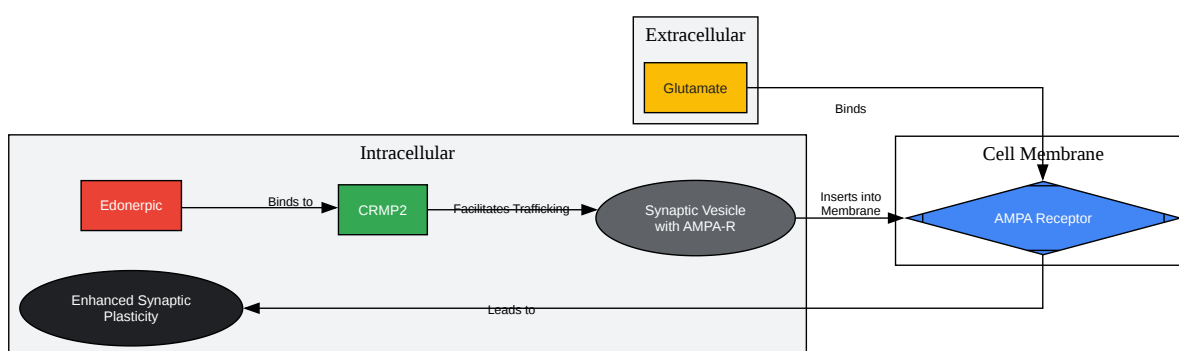 Extracellular
Glutamate
Binds
Intracellular
Cell Membrane
Edonerpic
Binds to
CRMP2
Facilitates Trafficking
Synaptic Vesicle
with AMPA-R
Inserts into
Membrane
AMPA Receptor
Enhanced Synaptic
Plasticity
Leads to